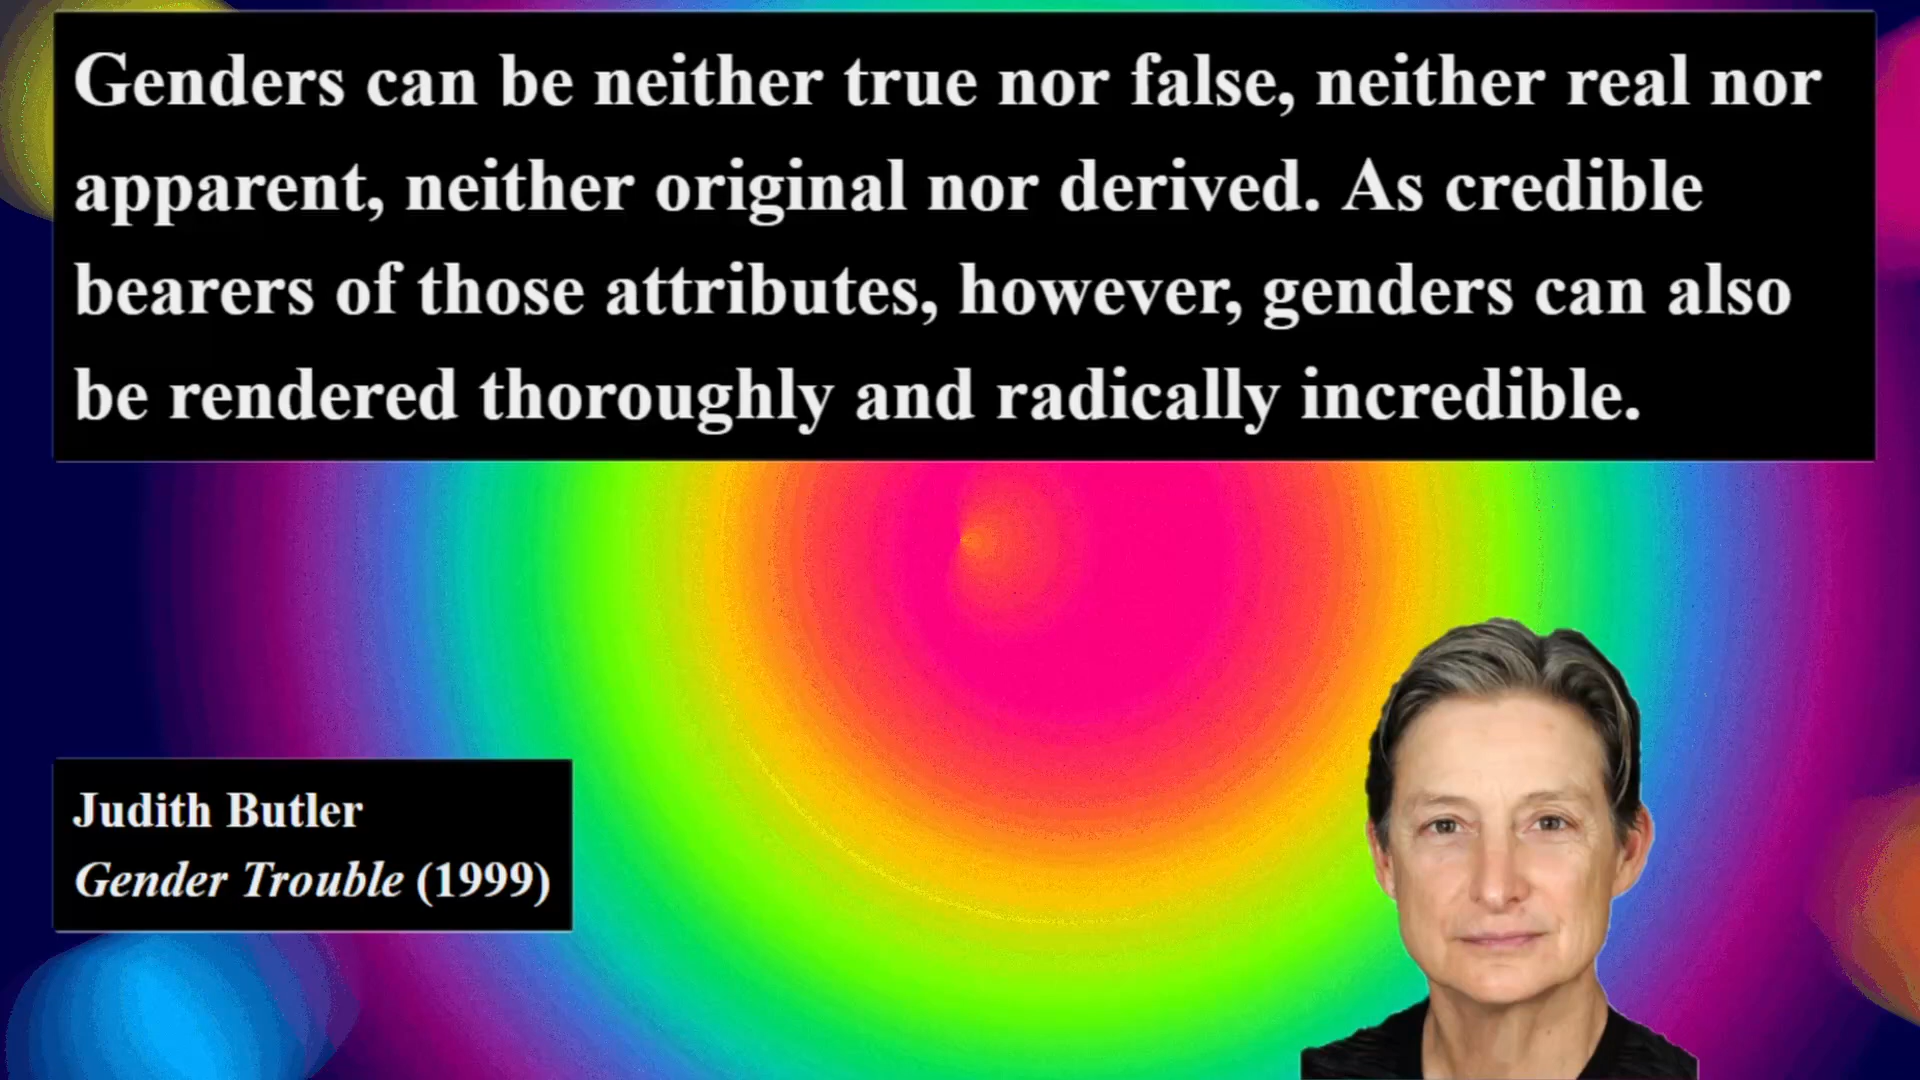 Genders can be neither true nor false, neither real nor
apparent, neither original nor derived. As credible
bearers of those attributes, however, genders can also
be rendered thoroughly and radically incredible.
Judith Butler
Gender Trouble (1999)